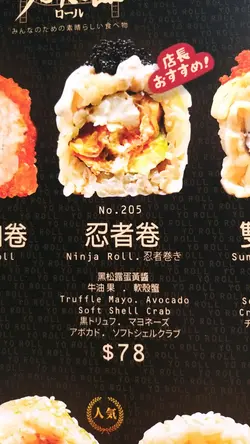 ロール
"みんなのための素晴らしい食べ物
店長
おすすめ!
No.205
忍者卷
Ninja Roll.忍者巻き
黑松露蛋黃醬
牛油果 . 軟殼蟹
Truffle Mayo. Avocado
Soft Shell Crab
黒トリュフ. マヨネーズ
アボカド. ソフトシェルクラブ
$78
卷
oll
Sun
人気